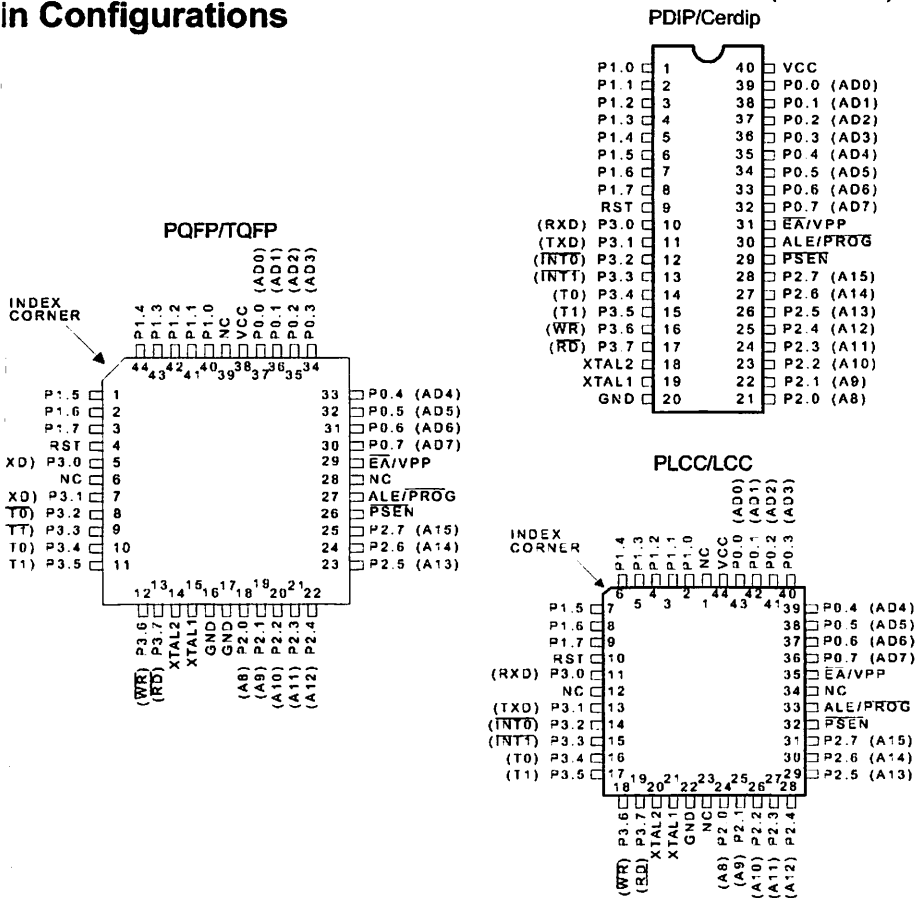 in Configurations
PDIP/Cerdip
P1.0 1 40 VCC
P1.1 2 39 P0.0 (AD0)
P1.2 3 38 P0.1 (AD1)
P1.3 4 37 P0.2 (AD2)
P1.4 5 36 P0.3 (AD3)
P1.5 6 35 P0.4 (AD4)
P1.6 7 34 P0.5 (AD5)
P1.7 8 33 P0.6 (AD6)
RST 9 32 P0.7 (AD7)
(RXD) P3.0 10 31 EA/VPP
(TXD) P3.1 11 30 ALE/PROG
(INT0) P3.2 12 29 PSEN
(INT1) P3.3 13 28 P2.7 (A15)
(T0) P3.4 14 27 P2.6 (A14)
(T1) P3.5 15 26 P2.5 (A13)
(WR) P3.6 16 25 P2.4 (A12)
(RD) P3.7 17 24 P2.3 (A11)
XTAL2 18 23 P2.2 (A10)
XTAL1 19 22 P2.1 (A9)
GND 20 21 P2.0 (A8)
PQFP/TQFP
INDEX
CORNER
P1.4
P1.3
P1.2
P1.1
P1.0
NC
VCC
P0.0 (AD0)
P0.1 (AD1)
P0.2 (AD2)
P0.3 (AD3)
44 43 42 41 40 39 38 37 36 35 34
P1.5 1 33 P0.4 (AD4)
P1.6 2 32 P0.5 (AD5)
P1.7 3 31 P0.6 (AD6)
RST 4 30 P0.7 (AD7)
XD) P3.0 5 29 EA/VPP
NC 6 28 NC
XD) P3.1 7 27 ALE/PROG
T0) P3.2 8 26 PSEN
T1) P3.3 9 25 P2.7 (A15)
T0) P3.4 10 24 P2.6 (A14)
T1) P3.5 11 23 P2.5 (A13)
12 13 14 15 16 17 18 19 20 21 22
(WR) P3.6
(RD) P3.7
XTAL2
XTAL1
GND
GND
(A8) P2.0
(A9) P2.1
(A10) P2.2
(A11) P2.3
(A12) P2.4
PLCC/LCC
INDEX
CORNER
P1.4
P1.3
P1.2
P1.1
P1.0
NC
VCC
P0.0 (AD0)
P0.1 (AD1)
P0.2 (AD2)
P0.3 (AD3)
6 5 4 3 2 1 44 43 42 41 40
P1.5 7 39 P0.4 (AD4)
P1.6 8 38 P0.5 (AD5)
P1.7 9 37 P0.6 (AD6)
RST 10 36 P0.7 (AD7)
(RXD) P3.0 11 35 EA/VPP
NC 12 34 NC
(TXD) P3.1 13 33 ALE/PROG
(INT0) P3.2 14 32 PSEN
(INT1) P3.3 15 31 P2.7 (A15)
(T0) P3.4 16 30 P2.6 (A14)
(T1) P3.5 17 29 P2.5 (A13)
18 19 20 21 22 23 24 25 26 27 28
(WR) P3.6
(RD) P3.7
XTAL2
XTAL1
GND
NC
(A8) P2.0
(A9) P2.1
(A10) P2.2
(A11) P2.3
(A12) P2.4